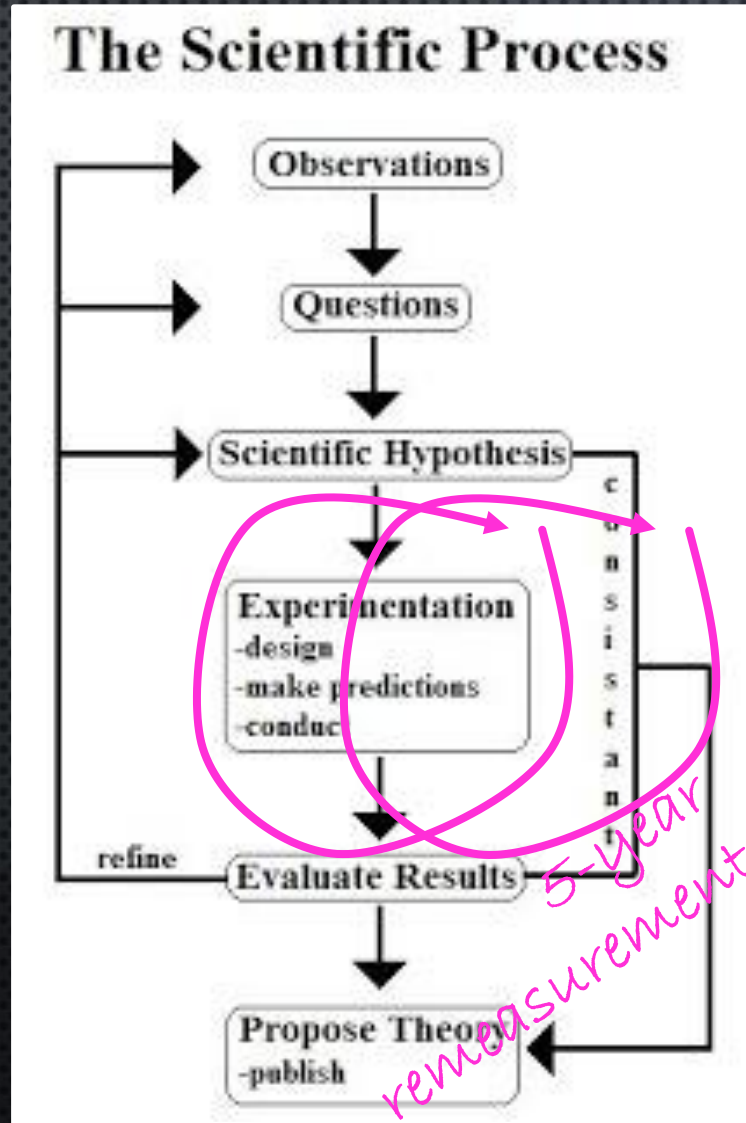 The Scientific Process
Observations
Questions
Scientific Hypothesis
consistant
Experimentation
-design
-make predictions
-conduct
refine
Evaluate Results
5-year
remeasurement
Propose Theory
-publish